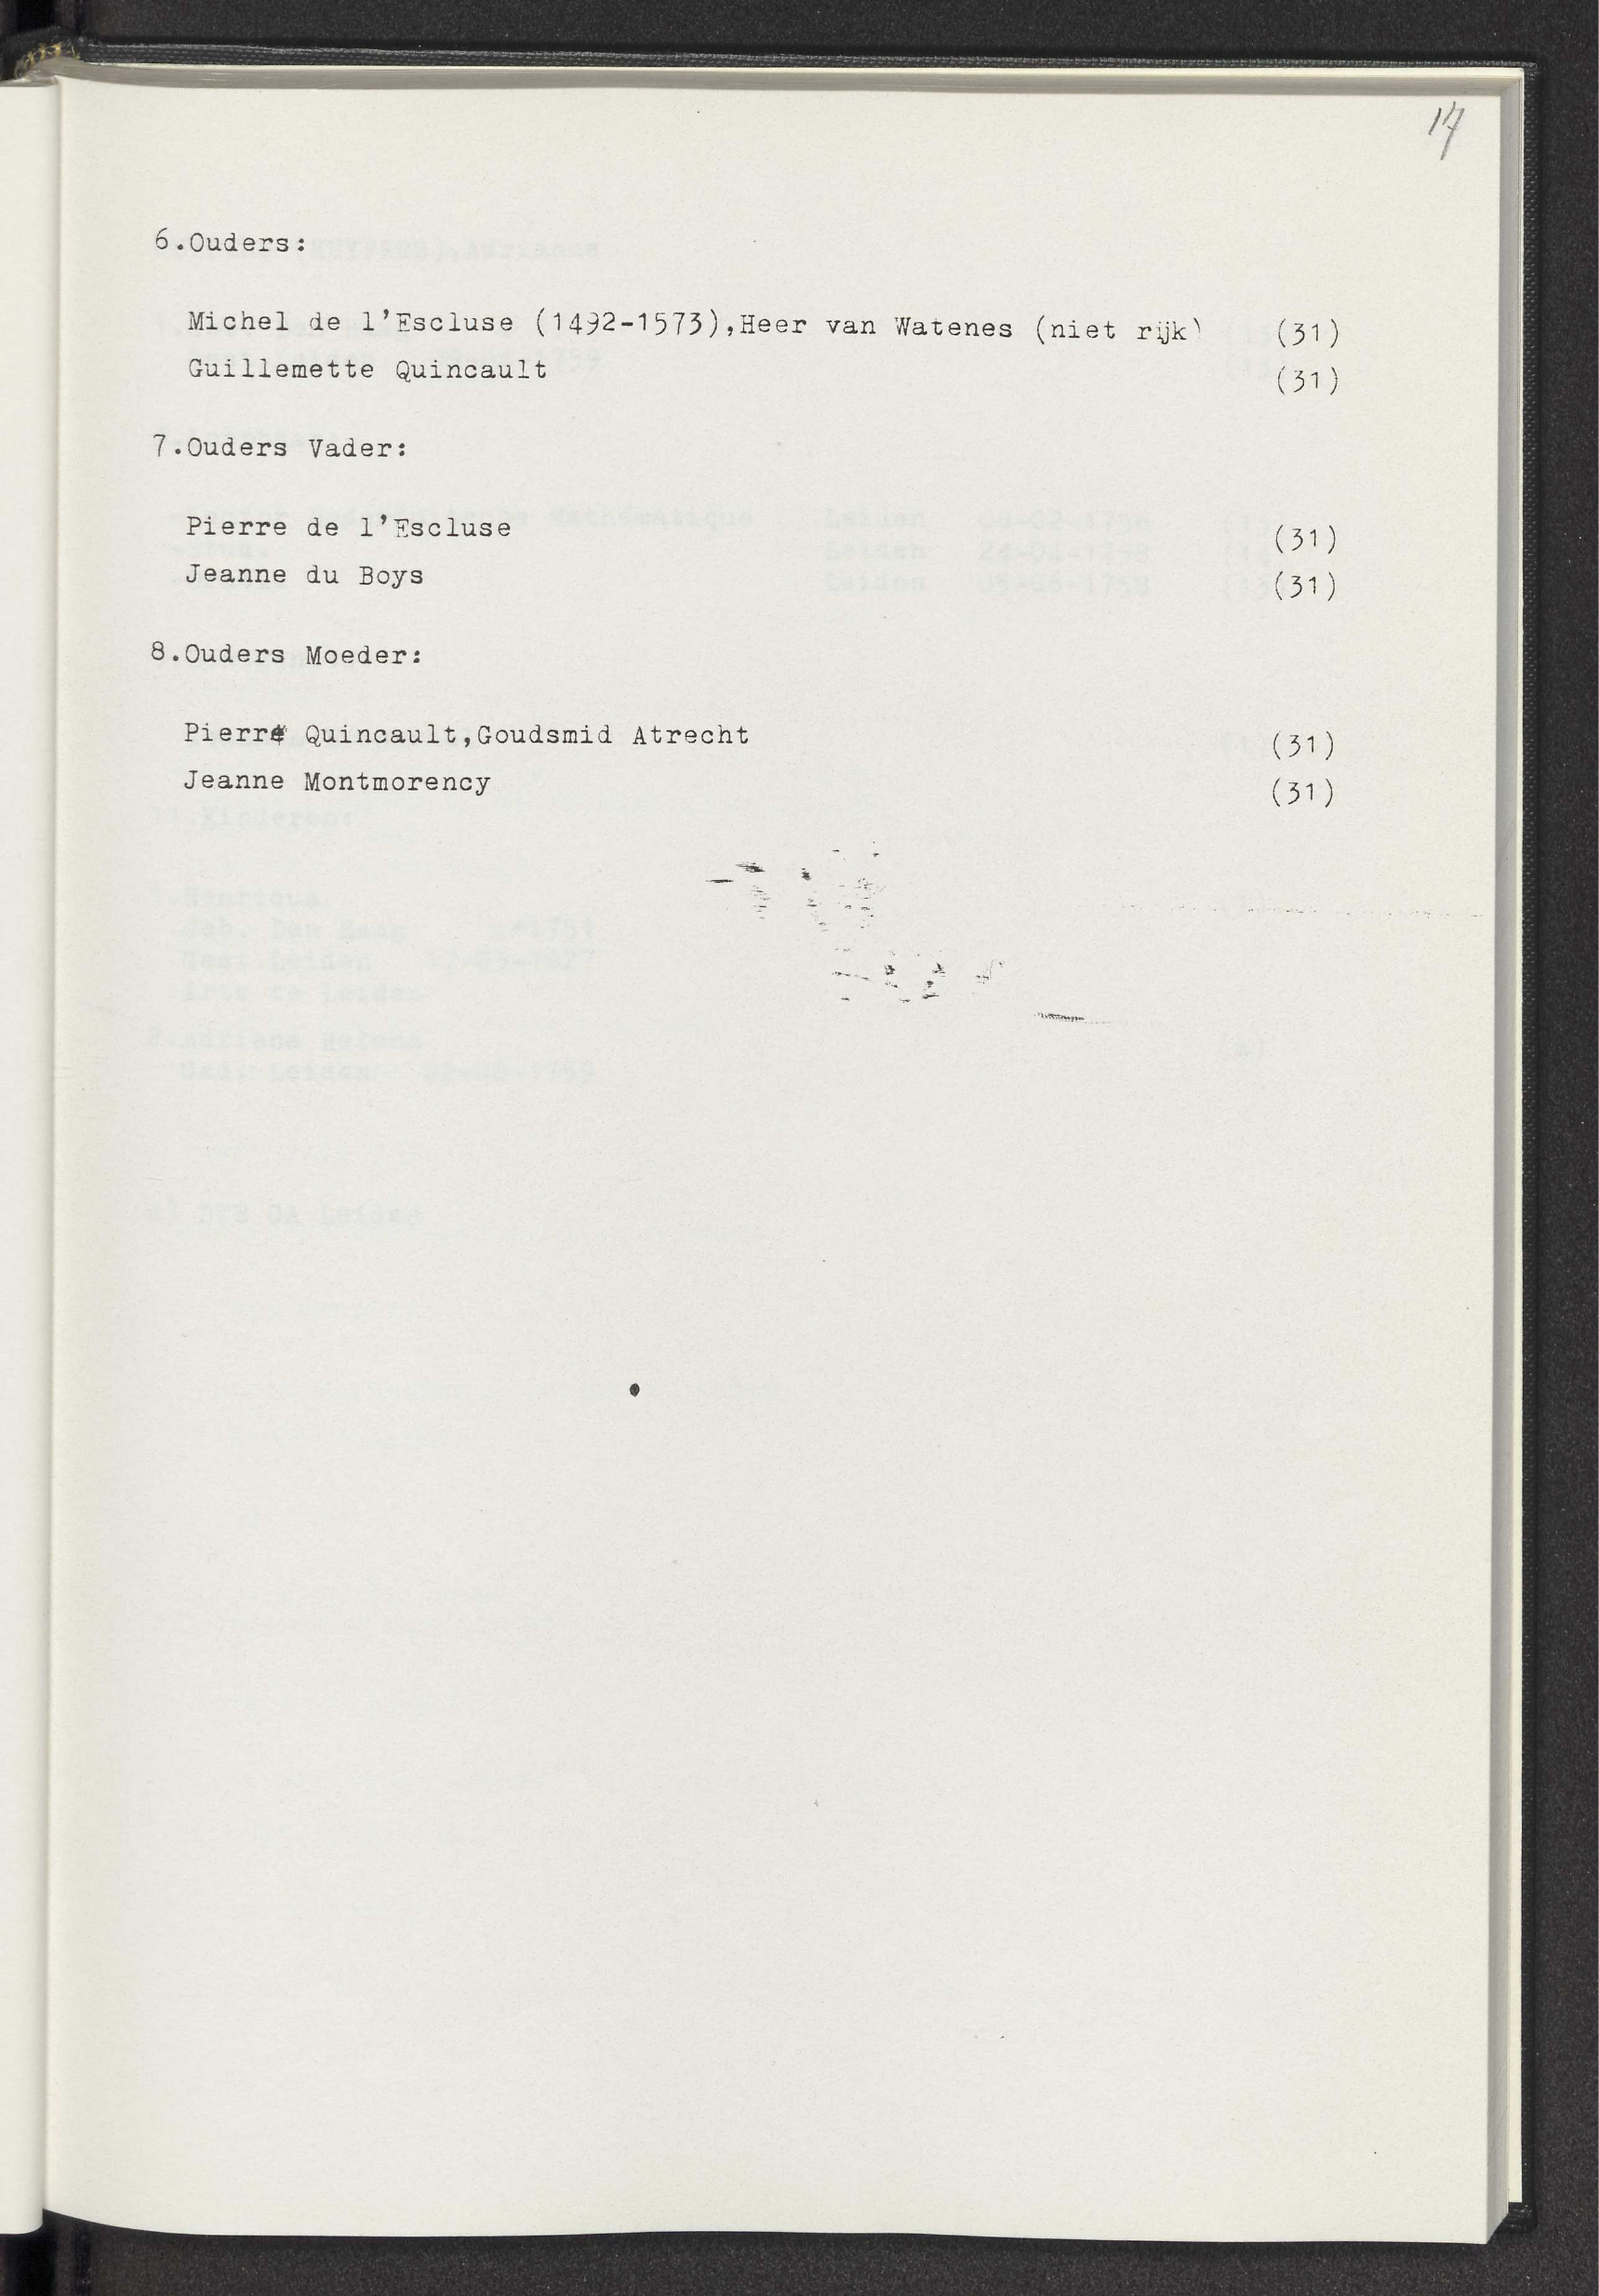 17
6.Ouders:
Michel de l'Escluse (1492-1573),Heer van Watenes (niet rijk) (31)
Guillemette Quincault (31)
7.Ouders Vader:
Pierre de l'Escluse (31)
Jeanne du Boys (31)
8.Ouders Moeder:
Pierre Quincault,Goudsmid Atrecht (31)
Jeanne Montmorency (31)